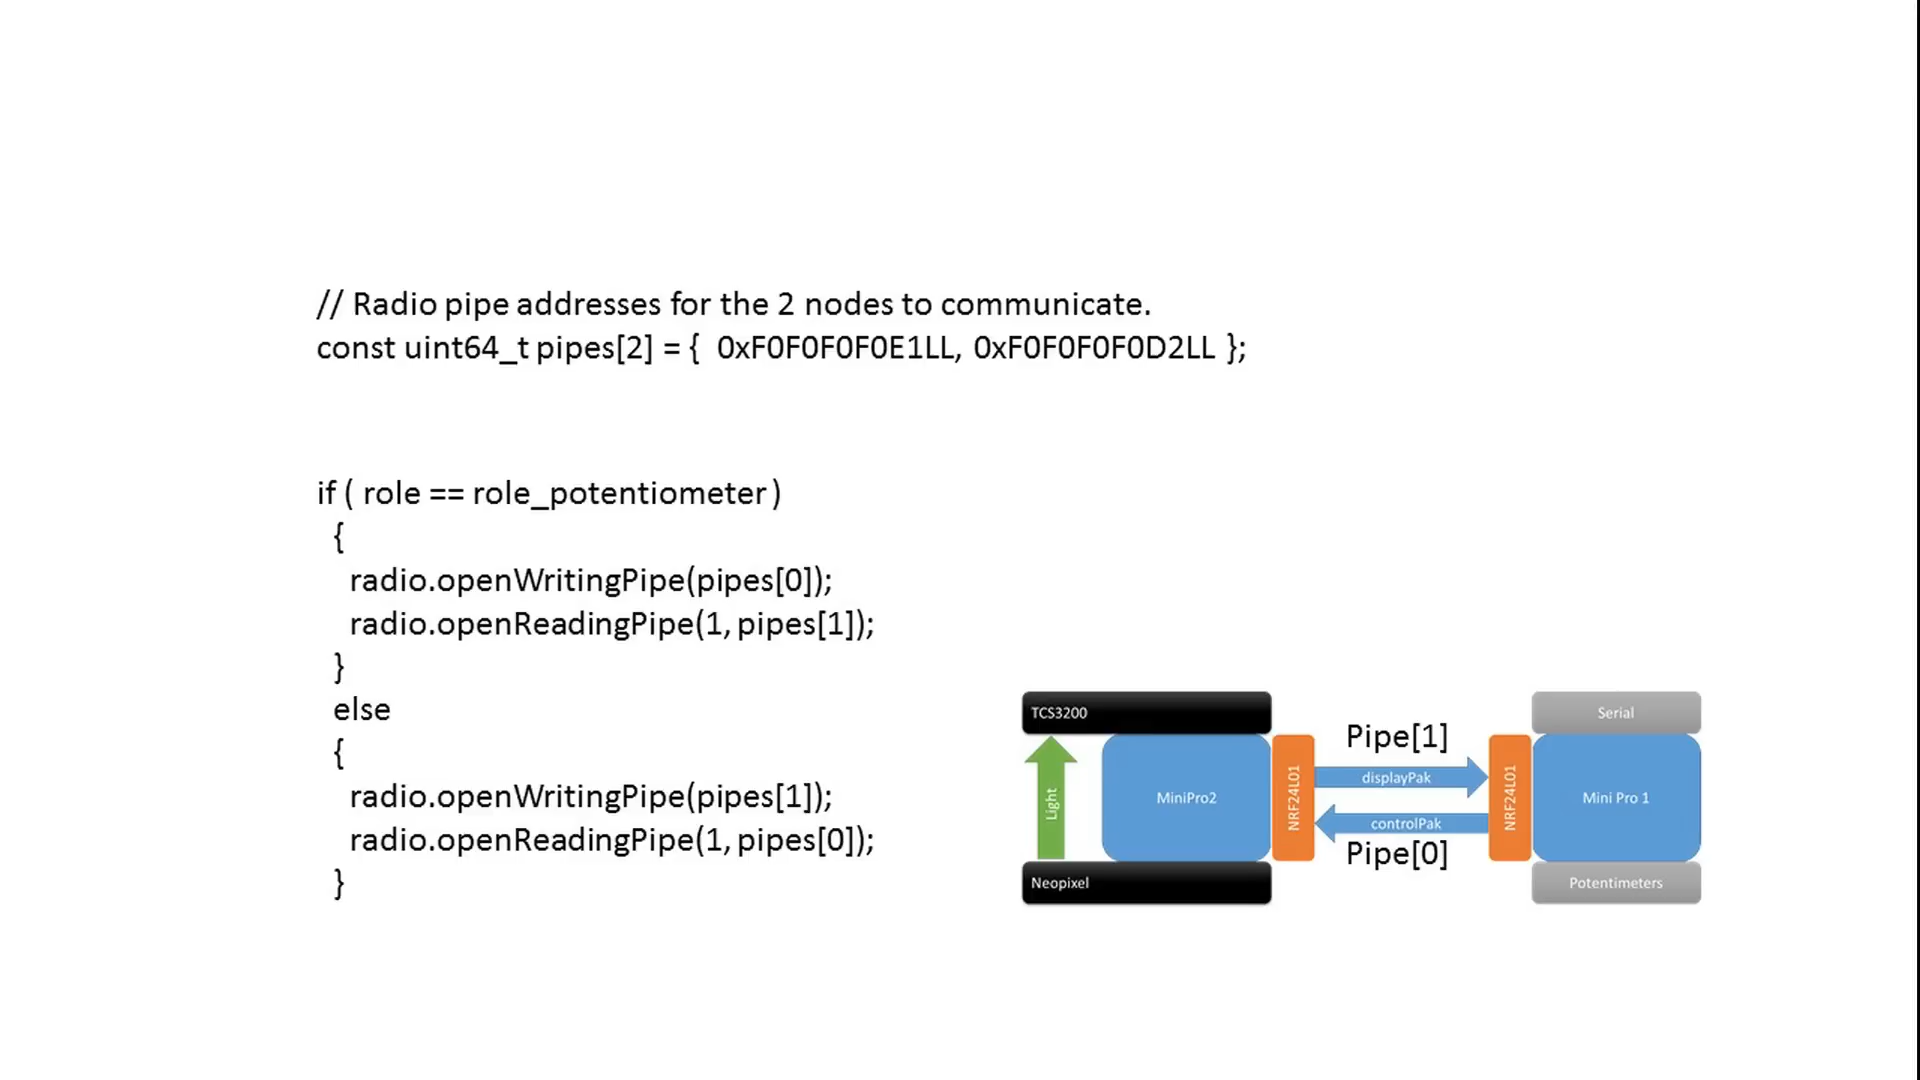 // Radio pipe addresses for the 2 nodes to communicate.
const uint64_t pipes[2] = { 0xF0F0F0F0E1LL, 0xF0F0F0F0D2LL };
if ( role == role_potentiometer )
{
radio.openWritingPipe(pipes[0]);
radio.openReadingPipe(1, pipes[1]);
}
else
{
radio.openWritingPipe(pipes[1]);
radio.openReadingPipe(1, pipes[0]);
}
TCS3200
Light
MiniPro2
Neopixel
NRF24L01
Pipe[1]
displayPak
controlPak
Pipe[0]
NRF24L01
Serial
Mini Pro 1
Potentimeters